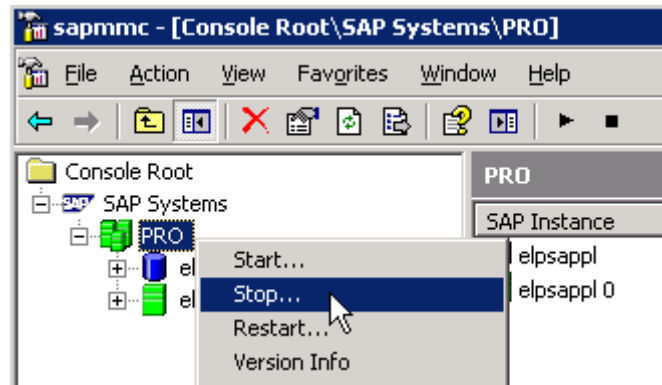 sapmmc - [Console Root\SAP Systems\PRO]
File Action View Favorites Window Help
Console Root
PRO
SAP SAP Systems
SAP Instance
PRO
el
Start...
elpsappl
el
Stop...
elpsappl 0
Restart...
Version Info